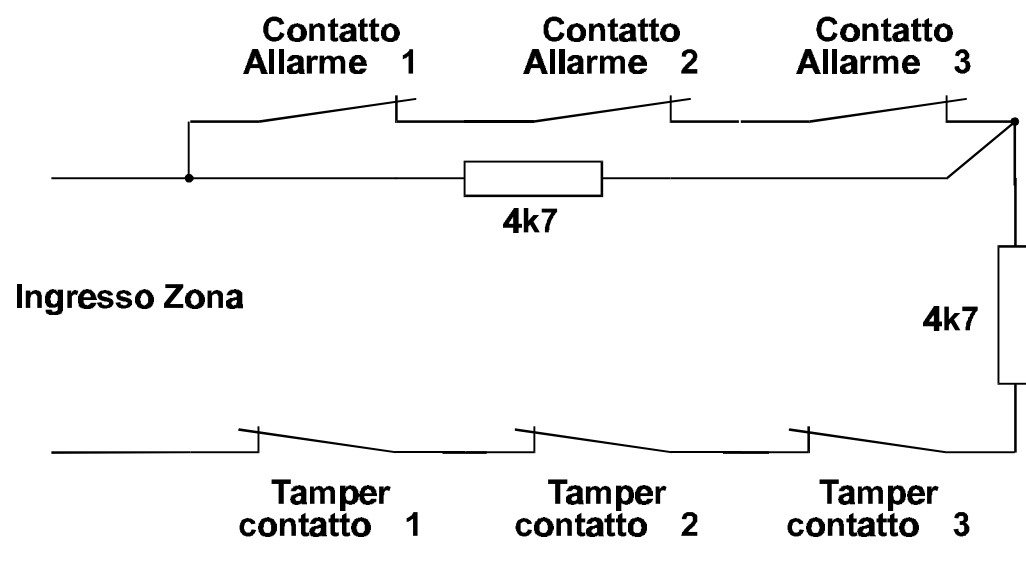 Contatto
Allarme 1
Contatto
Allarme 2
Contatto
Allarme 3
4k7
Ingresso Zona
4k7
Tamper
contatto 1
Tamper
contatto 2
Tamper
contatto 3